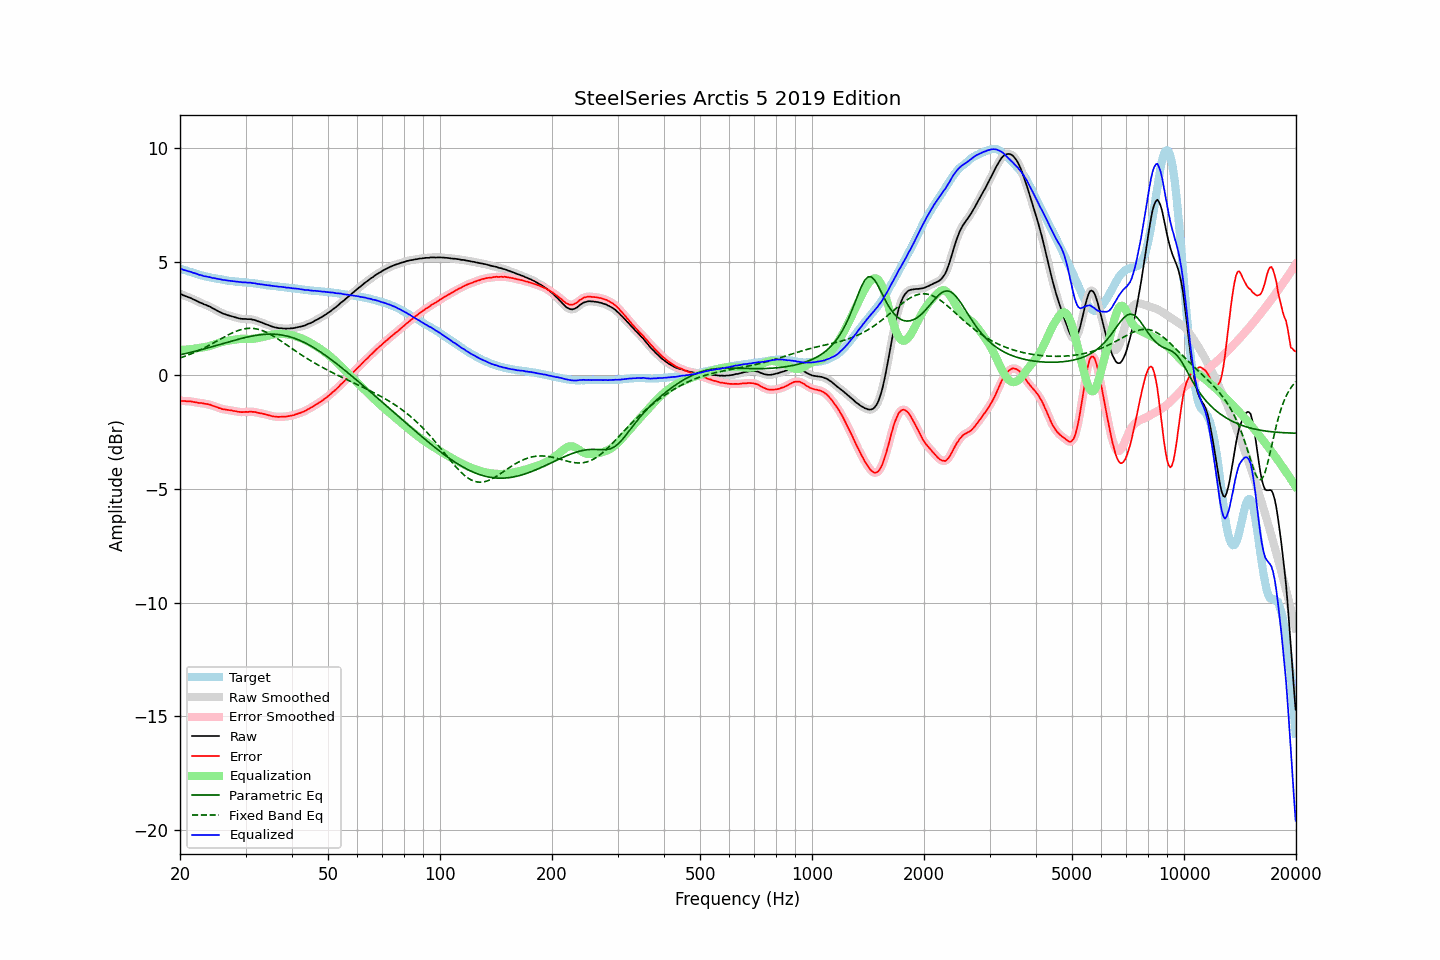 SteelSeries Arctis 5 2019 Edition
10
5
0
−5
−10
−15
−20
Amplitude (dBr)
Target
Raw Smoothed
Error Smoothed
Raw
Error
Equalization
Parametric Eq
Fixed Band Eq
Equalized
20 50 100 200 500 1000 2000 5000 10000 20000
Frequency (Hz)